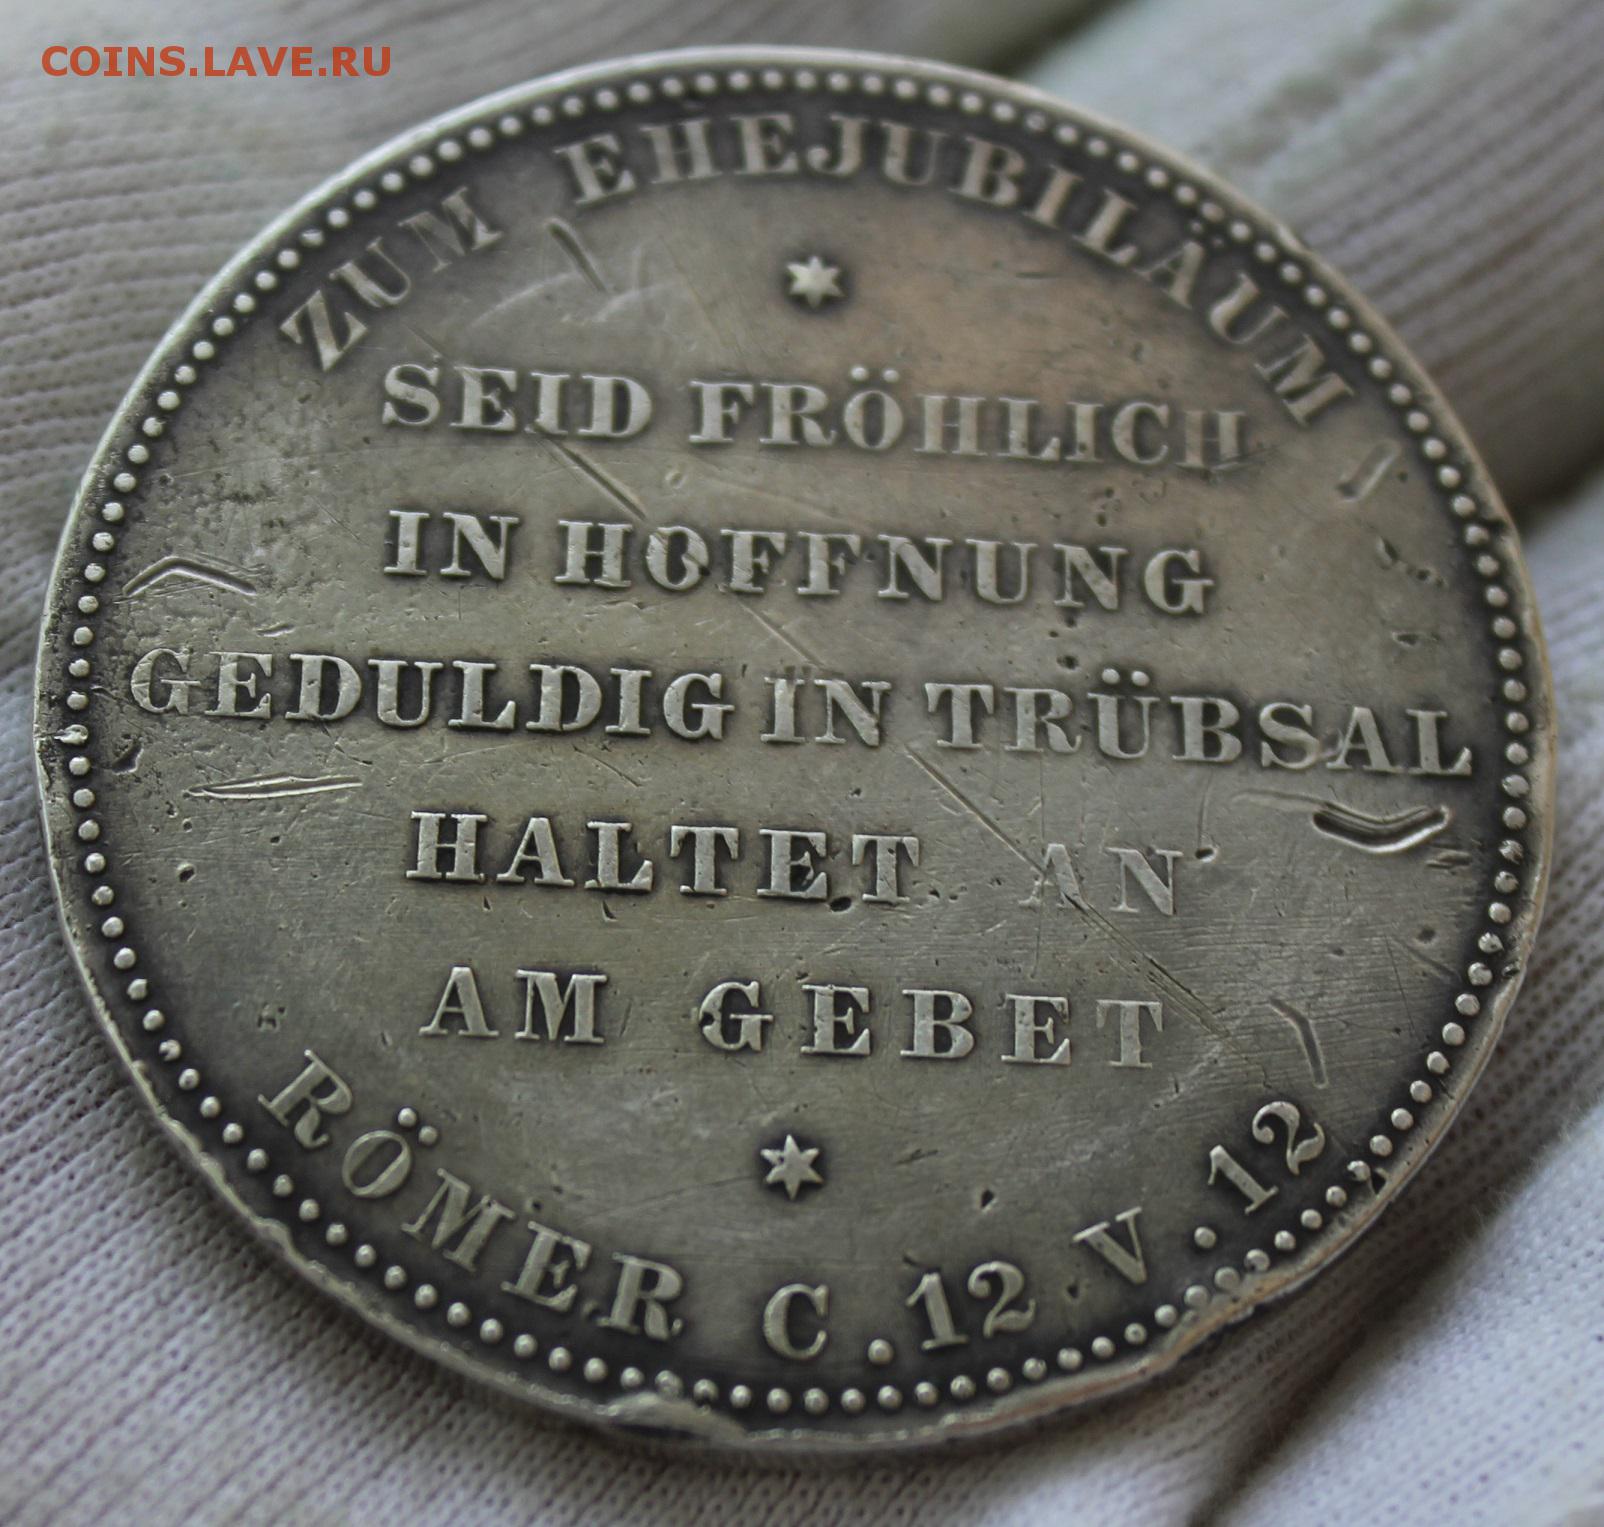 COINS.LAVE.RU
ZUM EHEJUBILÄUM
SEID FRÖHLICH
IN HOFFNUNG
GEDULDIG IN TRÜBSAL
HALTET AN
AM GEBET
RÖMER C. 12 V. 12